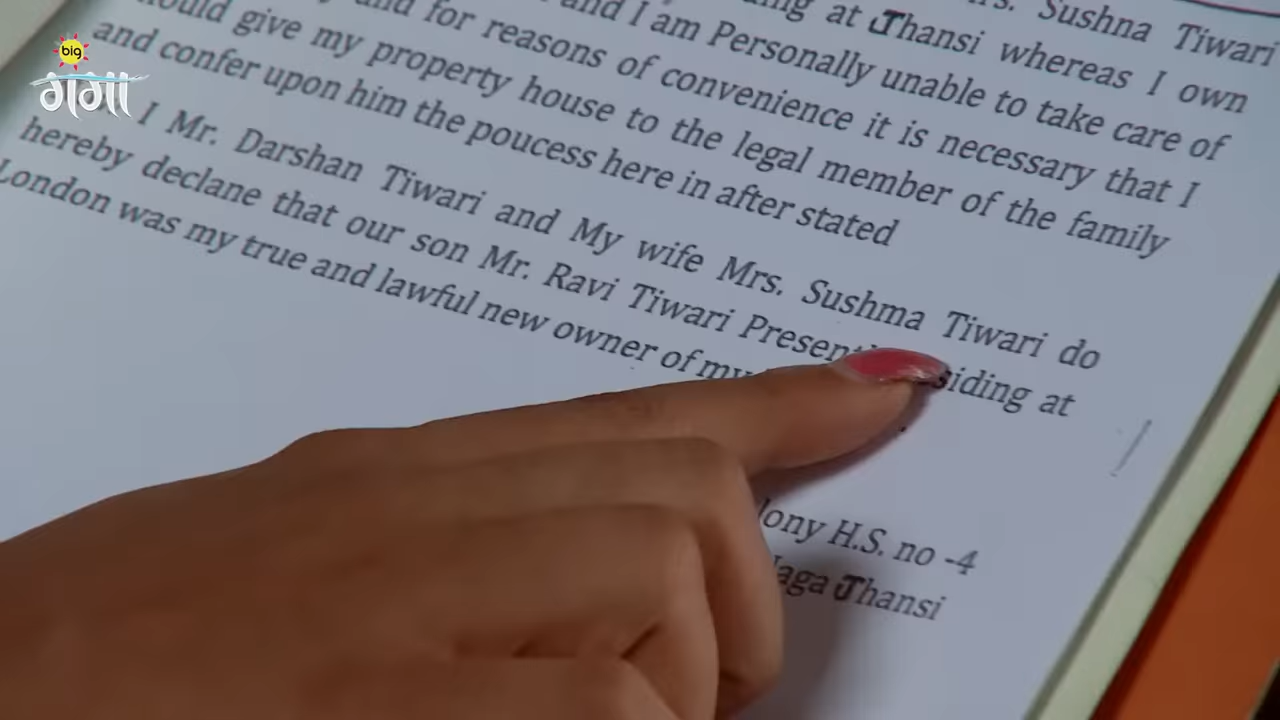 big
गंगा
rs. Sushna Tiwari
ding at Jhansi whereas I own
and I am Personally unable to take care of
and for reasons of convenience it is necessary that I
give my property house to the legal member of the family
and confer upon him the poucess here in after stated
I Mr. Darshan Tiwari and My wife Mrs. Sushma Tiwari do
hereby declane that our son Mr. Ravi Tiwari Present siding at
London was my true and lawful new owner of my
lony H.S. no -4
aga Jhansi